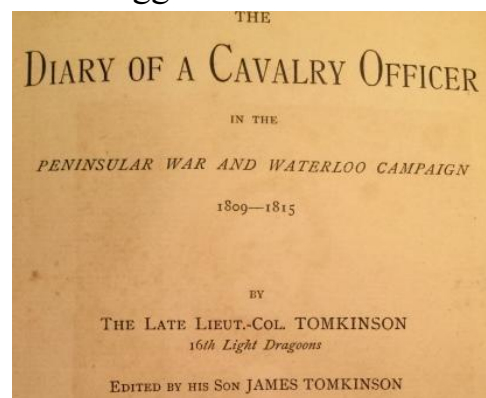 THE
DIARY OF A CAVALRY OFFICER
IN THE
PENINSULAR WAR AND WATERLOO CAMPAIGN
1809—1815
BY
THE LATE LIEUT.-COL. TOMKINSON
16th Light Dragoons
EDITED BY HIS SON JAMES TOMKINSON